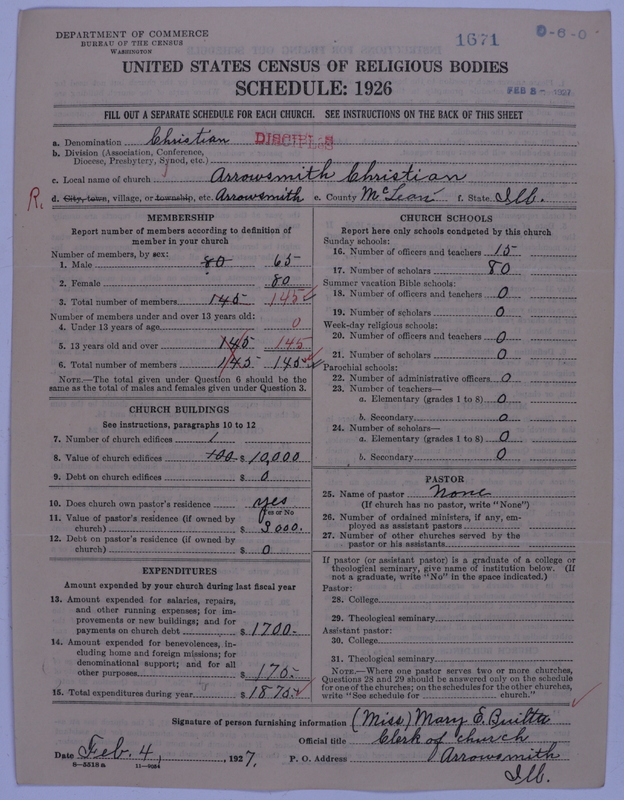 DEPARTMENT OF COMMERCE
BUREAU OF THE CENSUS
WASHINGTON
1671
0-6-0
UNITED STATES CENSUS OF RELIGIOUS BODIES
SCHEDULE: 1926
FEB 8 1927
FILL OUT A SEPARATE SCHEDULE FOR EACH CHURCH. SEE INSTRUCTIONS ON THE BACK OF THIS SHEET
a. Denomination Christian DISCIPLES
b. Division (Association, Conference, Diocese, Presbytery, Synod, etc.)
c. Local name of church Arrowsmith Christian
R. d. City, town, village, or township, etc. Arrowsmith e. County McLean f. State Ill.
MEMBERSHIP
Report number of members according to definition of member in your church
Number of members, by sex:
1. Male 80 65
2. Female 80
3. Total number of members 145 145
Number of members under and over 13 years old:
4. Under 13 years of age 0
5. 13 years old and over 145 145
6. Total number of members 145 145
NOTE.—The total given under Question 6 should be the same as the total of males and females given under Question 3.
CHURCH BUILDINGS
See instructions, paragraphs 10 to 12
7. Number of church edifices 1
8. Value of church edifices $ 10,000
9. Debt on church edifices $ 0
10. Does church own pastor's residence yes
Yes or No
11. Value of pastor's residence (if owned by church) $ 3000.
12. Debt on pastor's residence (if owned by church) $ 0
EXPENDITURES
Amount expended by your church during last fiscal year
13. Amount expended for salaries, repairs, and other running expenses; for improvements or new buildings; and for payments on church debt $ 1700-
14. Amount expended for benevolences, including home and foreign missions; for denominational support; and for all other purposes $ 175-
15. Total expenditures during year $ 1875-
CHURCH SCHOOLS
Report here only schools conducted by this church
Sunday schools:
16. Number of officers and teachers 15
17. Number of scholars 80
Summer vacation Bible schools:
18. Number of officers and teachers 0
19. Number of scholars 0
Week-day religious schools:
20. Number of officers and teachers 0
21. Number of scholars 0
Parochial schools:
22. Number of administrative officers 0
23. Number of teachers—
a. Elementary (grades 1 to 8) 0
b. Secondary 0
24. Number of scholars—
a. Elementary (grades 1 to 8) 0
b. Secondary 0
PASTOR
25. Name of pastor None
(If church has no pastor, write "None")
26. Number of ordained ministers, if any, employed as assistant pastors
27. Number of other churches served by the pastor or his assistants
If pastor (or assistant pastor) is a graduate of a college or theological seminary, give name of institution below. (If not a graduate, write "No" in the space indicated.)
Pastor:
28. College
29. Theological seminary
Assistant pastor:
30. College
31. Theological seminary
NOTE.—Where one pastor serves two or more churches, Questions 28 and 29 should be answered only on the schedule for one of the churches; on the schedules for the other churches, write "See schedule for church."
Signature of person furnishing information (Miss) Mary E. Builta
Official title Clerk of church
Date Feb. 4, 1927. P. O. Address Arrowsmith
Ill.
8-5518a 11-9054